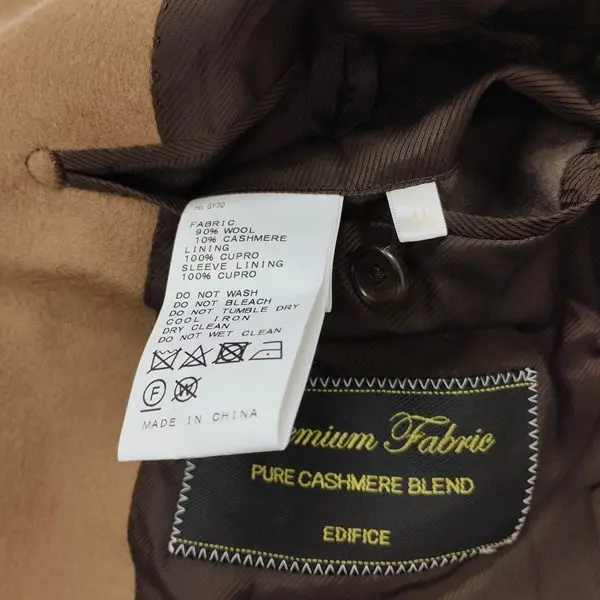 NO. GY7D
FABRIC
90% WOOL
10% CASHMERE
LINING
100% CUPRO
SLEEVE LINING
100% CUPRO
DO NOT WASH
DO NOT BLEACH
DO NOT TUMBLE DRY
COOL IRON
DRY CLEAN
DO NOT WET CLEAN
F
W
MADE IN CHINA
emium Fabric
PURE CASHMERE BLEND
EDIFICE